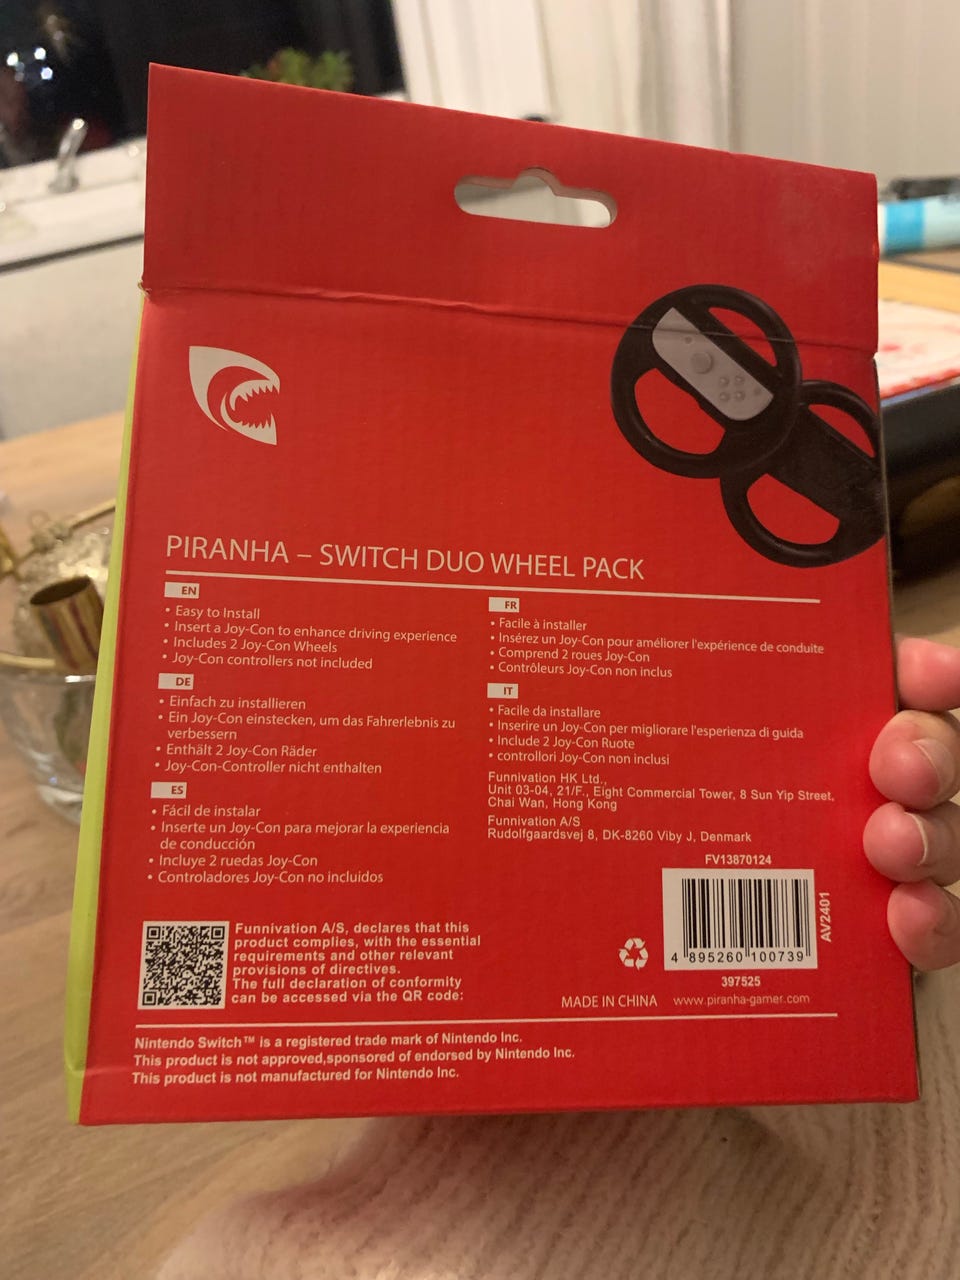 PIRANHA – SWITCH DUO WHEEL PACK
EN
• Easy to Install
• Insert a Joy-Con to enhance driving experience
• Includes 2 Joy-Con Wheels
• Joy-Con controllers not included
DE
• Einfach zu installieren
• Ein Joy-Con einstecken, um das Fahrerlebnis zu
verbessern
• Enthält 2 Joy-Con Räder
• Joy-Con-Controller nicht enthalten
ES
• Fácil de instalar
• Inserte un Joy-Con para mejorar la experiencia
de conducción
• Incluye 2 ruedas Joy-Con
• Controladores Joy-Con no incluidos
FR
• Facile à installer
• Insérez un Joy-Con pour améliorer l'expérience de conduite
• Comprend 2 roues Joy-Con
• Contrôleurs Joy-Con non inclus
IT
• Facile da installare
• Inserire un Joy-Con per migliorare l'esperienza di guida
• Include 2 Joy-Con Ruote
• controllori Joy-Con non inclusi
Funnivation HK Ltd.,
Unit 03-04, 21/F., Eight Commercial Tower, 8 Sun Yip Street,
Chai Wan, Hong Kong
Funnivation A/S
Rudolfgaardsvej 8, DK-8260 Viby J, Denmark
FV13870124
4 895260 100739
AV2401
397525
MADE IN CHINA www.piranha-gamer.com
Funnivation A/S, declares that this
product complies, with the essential
requirements and other relevant
provisions of directives.
The full declaration of conformity
can be accessed via the QR code:
Nintendo Switch™ is a registered trade mark of Nintendo Inc.
This product is not approved,sponsored of endorsed by Nintendo Inc.
This product is not manufactured for Nintendo Inc.